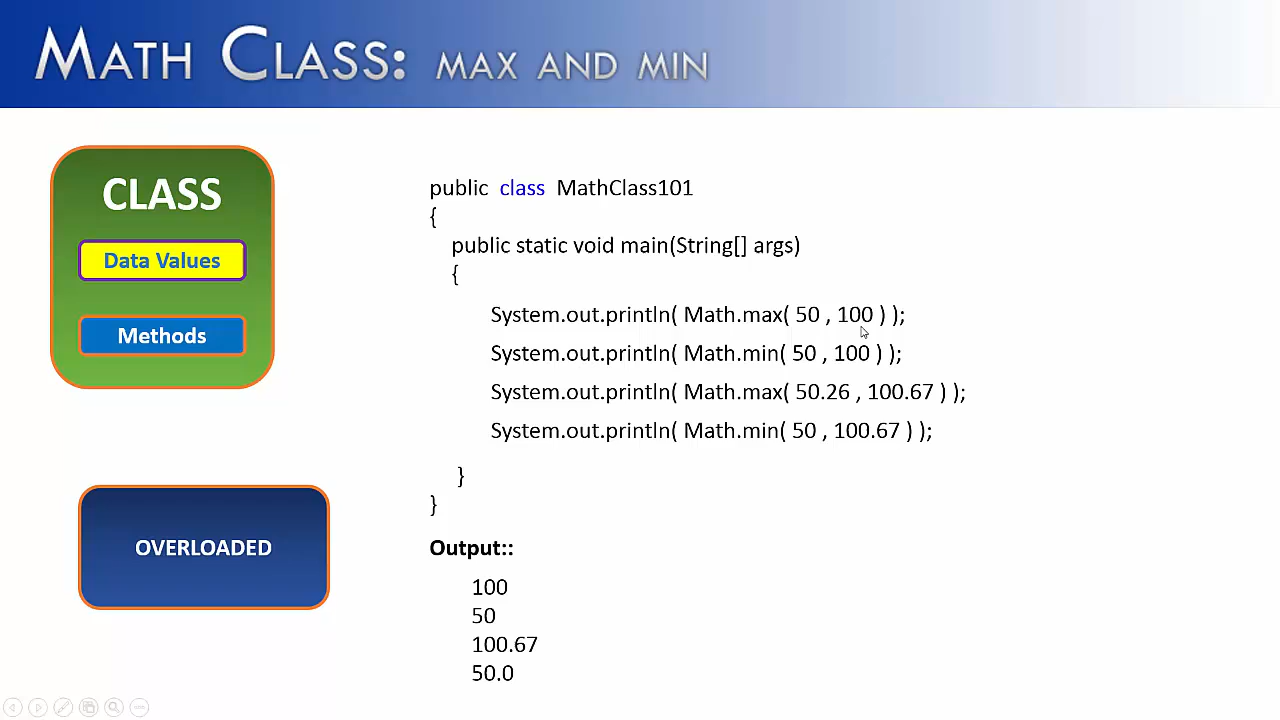 MATH CLASS: MAX AND MIN
CLASS
Data Values
Methods
OVERLOADED
public class MathClass101
{
public static void main(String[] args)
{
System.out.println( Math.max( 50 , 100 ) );
System.out.println( Math.min( 50 , 100 ) );
System.out.println( Math.max( 50.26 , 100.67 ) );
System.out.println( Math.min( 50 , 100.67 ) );
}
}
Output::
100
50
100.67
50.0